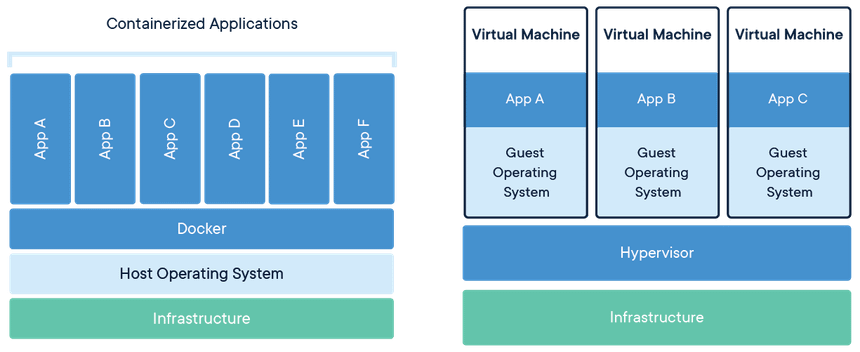 Containerized Applications
App A
App B
App C
App D
App E
App F
Docker
Host Operating System
Infrastructure
Virtual Machine
App A
Guest
Operating
System
Virtual Machine
App B
Guest
Operating
System
Virtual Machine
App C
Guest
Operating
System
Hypervisor
Infrastructure